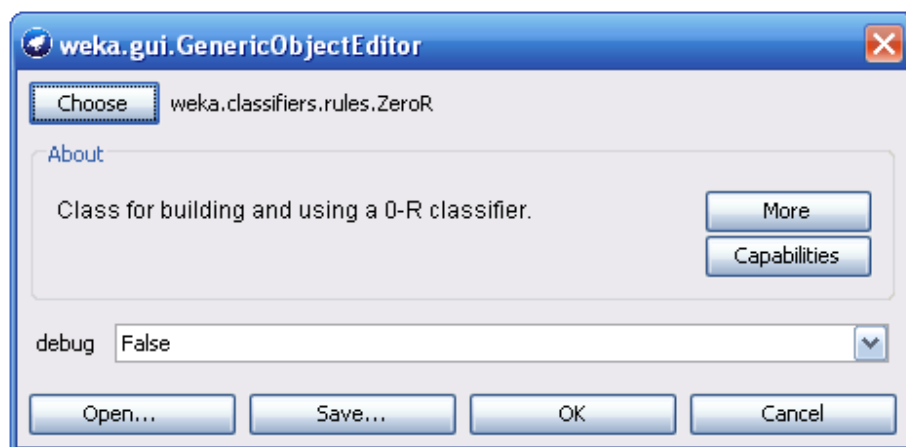 weka.gui.GenericObjectEditor
Choose weka.classifiers.rules.ZeroR
About
Class for building and using a 0-R classifier.
More
Capabilities
debug False
Open... Save... OK Cancel